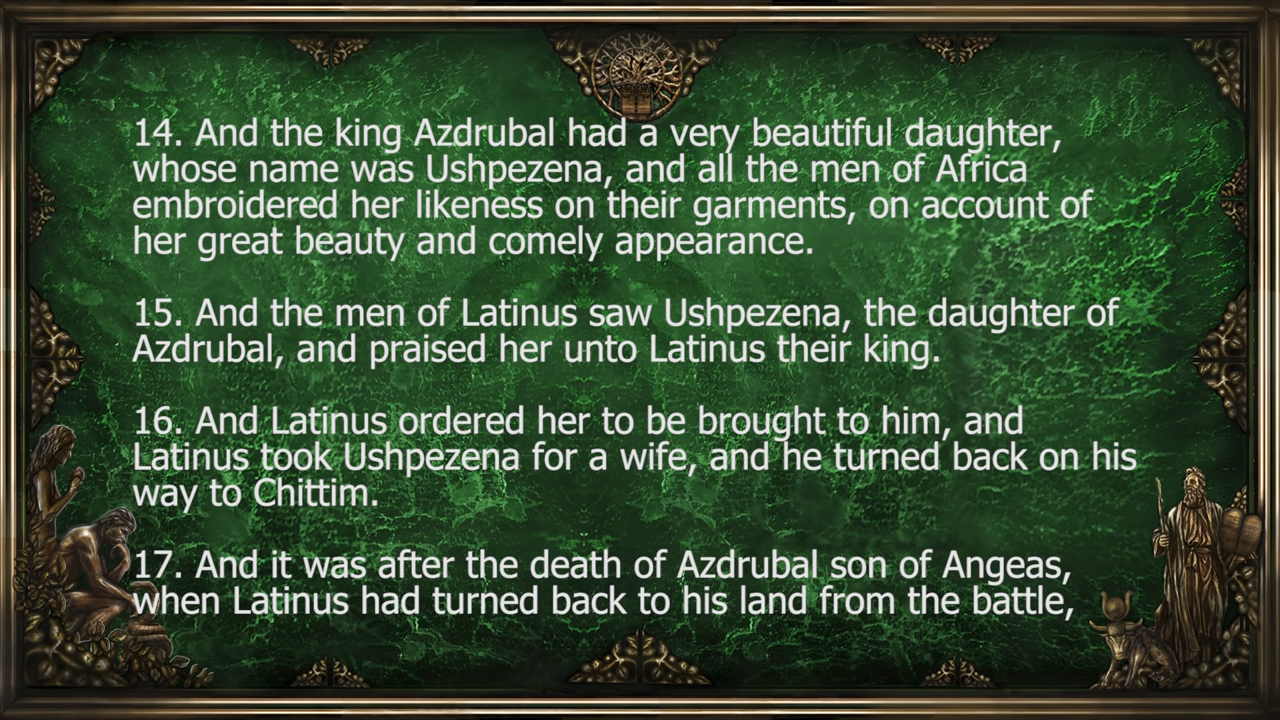 14. And the king Azdrubal had a very beautiful daughter,
whose name was Ushpezena, and all the men of Africa
embroidered her likeness on their garments, on account of
her great beauty and comely appearance.
15. And the men of Latinus saw Ushpezena, the daughter of
Azdrubal, and praised her unto Latinus their king.
16. And Latinus ordered her to be brought to him, and
Latinus took Ushpezena for a wife, and he turned back on his
way to Chittim.
17. And it was after the death of Azdrubal son of Angeas,
when Latinus had turned back to his land from the battle,